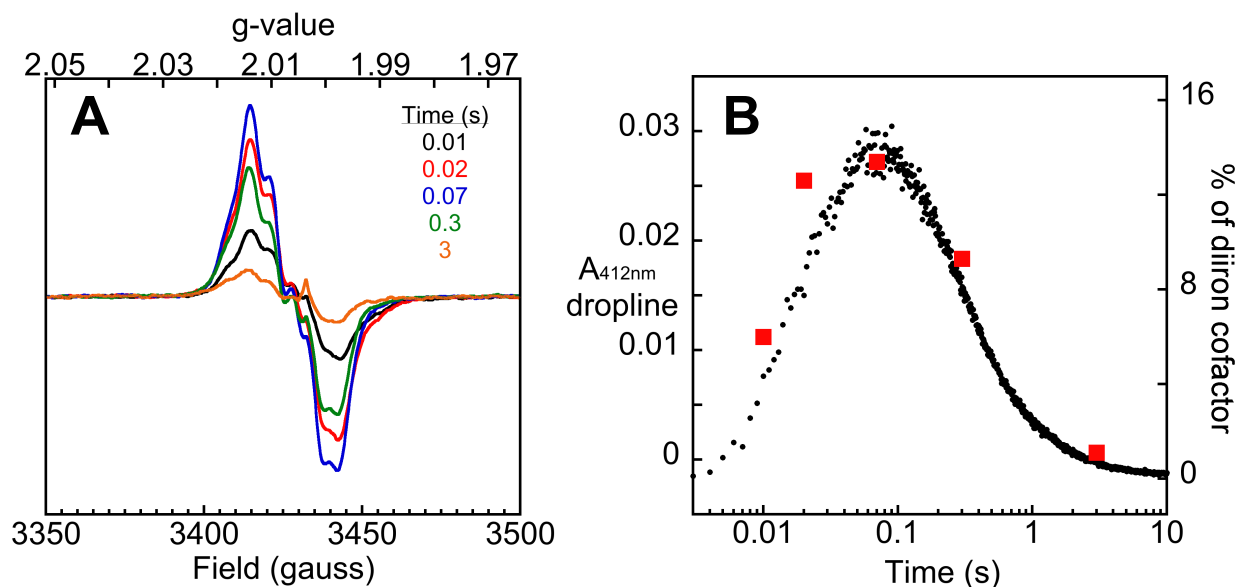 g-value
2.05 2.03 2.01 1.99 1.97
A
Time (s)
0.01
0.02
0.07
0.3
3
3350 3400 3450 3500
Field (gauss)
B
0.03
0.02
0.01
0
A412nm
dropline
16
8
0
% of diiron cofactor
0.01 0.1 1 10
Time (s)